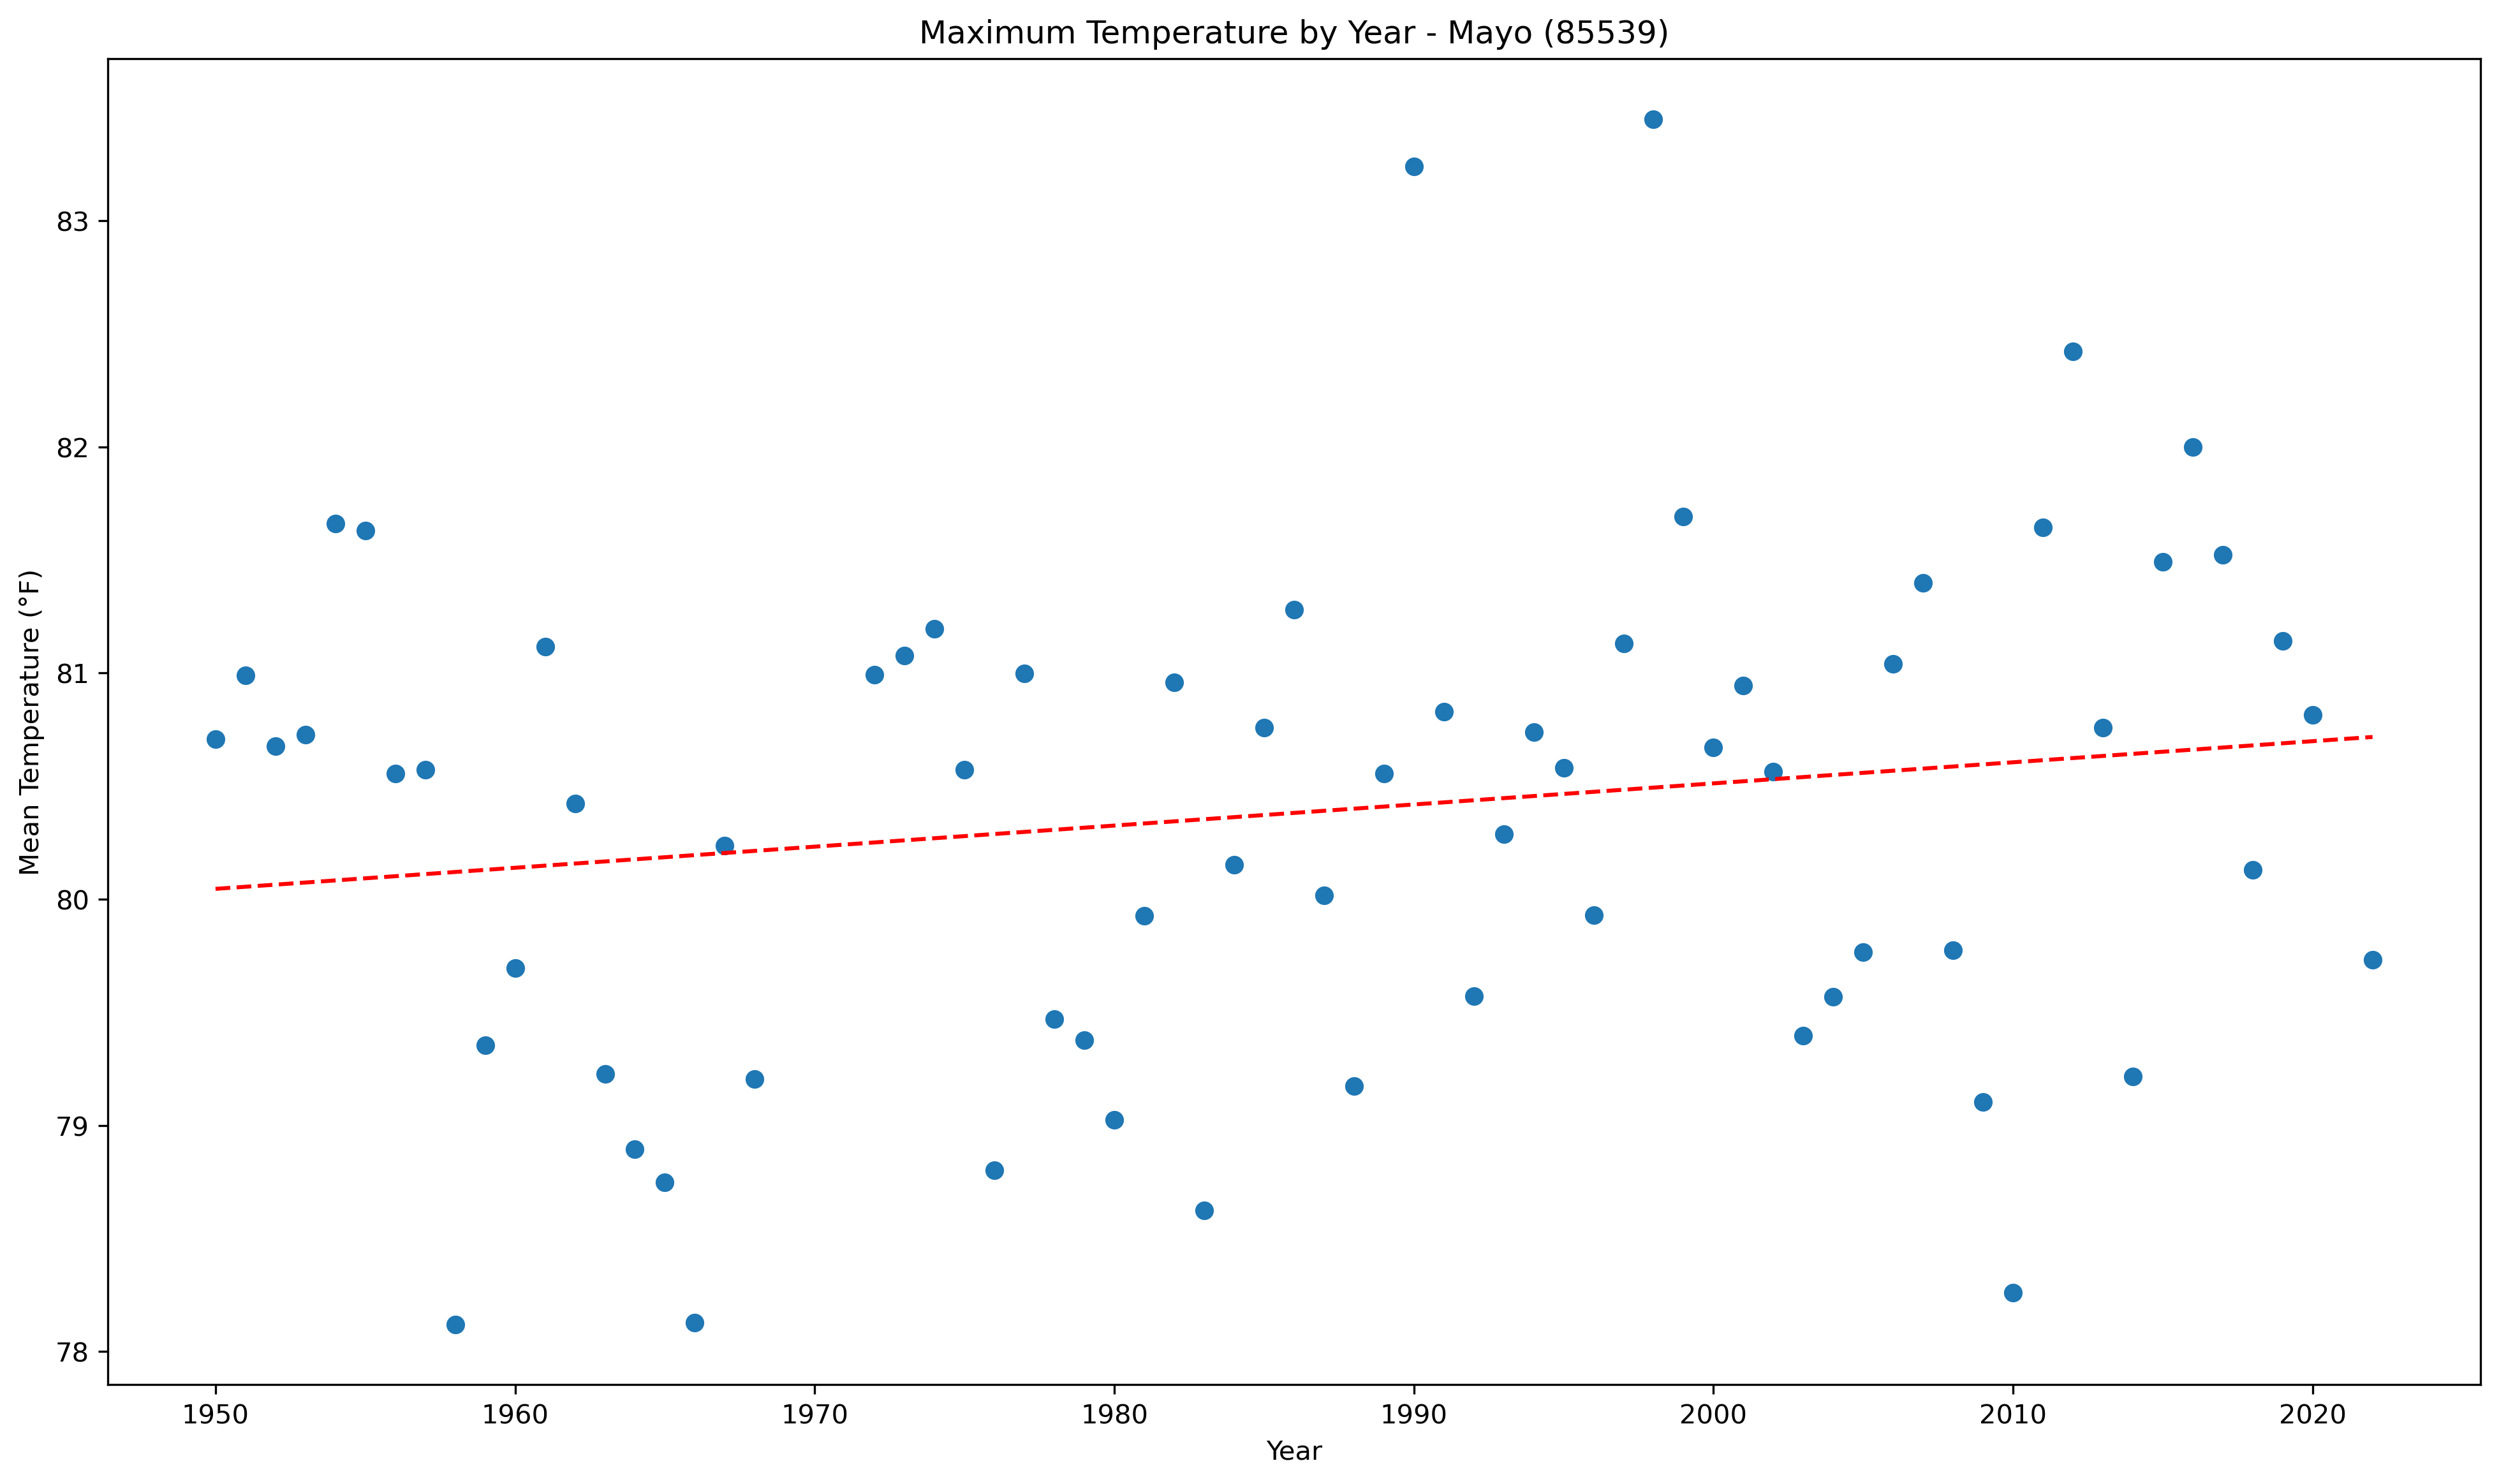 Maximum Temperature by Year - Mayo (85539)
Mean Temperature (°F)
83
82
81
80
79
78
1950 1960 1970 1980 1990 2000 2010 2020
Year